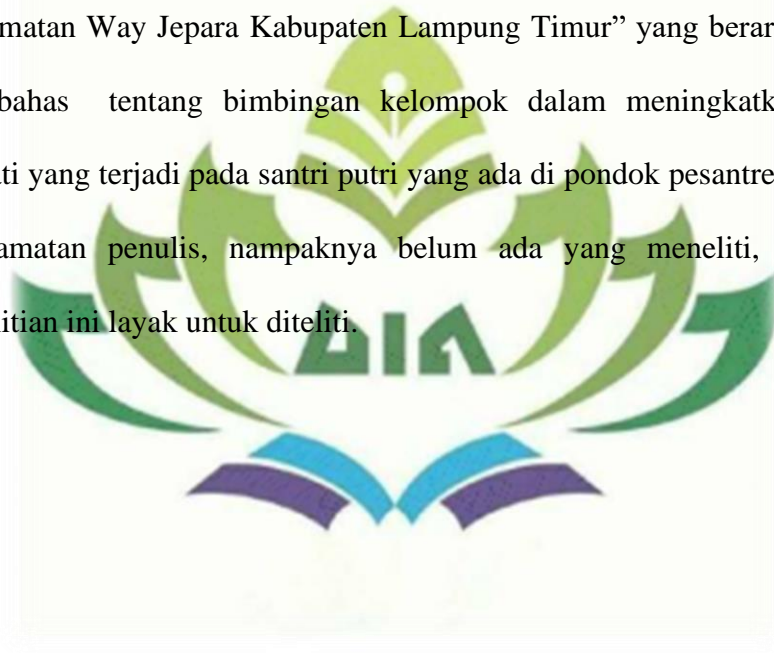 matan Way Jepara Kabupaten Lampung Timur” yang berar
bahas tentang bimbingan kelompok dalam meningkatk
ti yang terjadi pada santri putri yang ada di pondok pesantre
amatan penulis, nampaknya belum ada yang meneliti,
itian ini layak untuk diteliti.